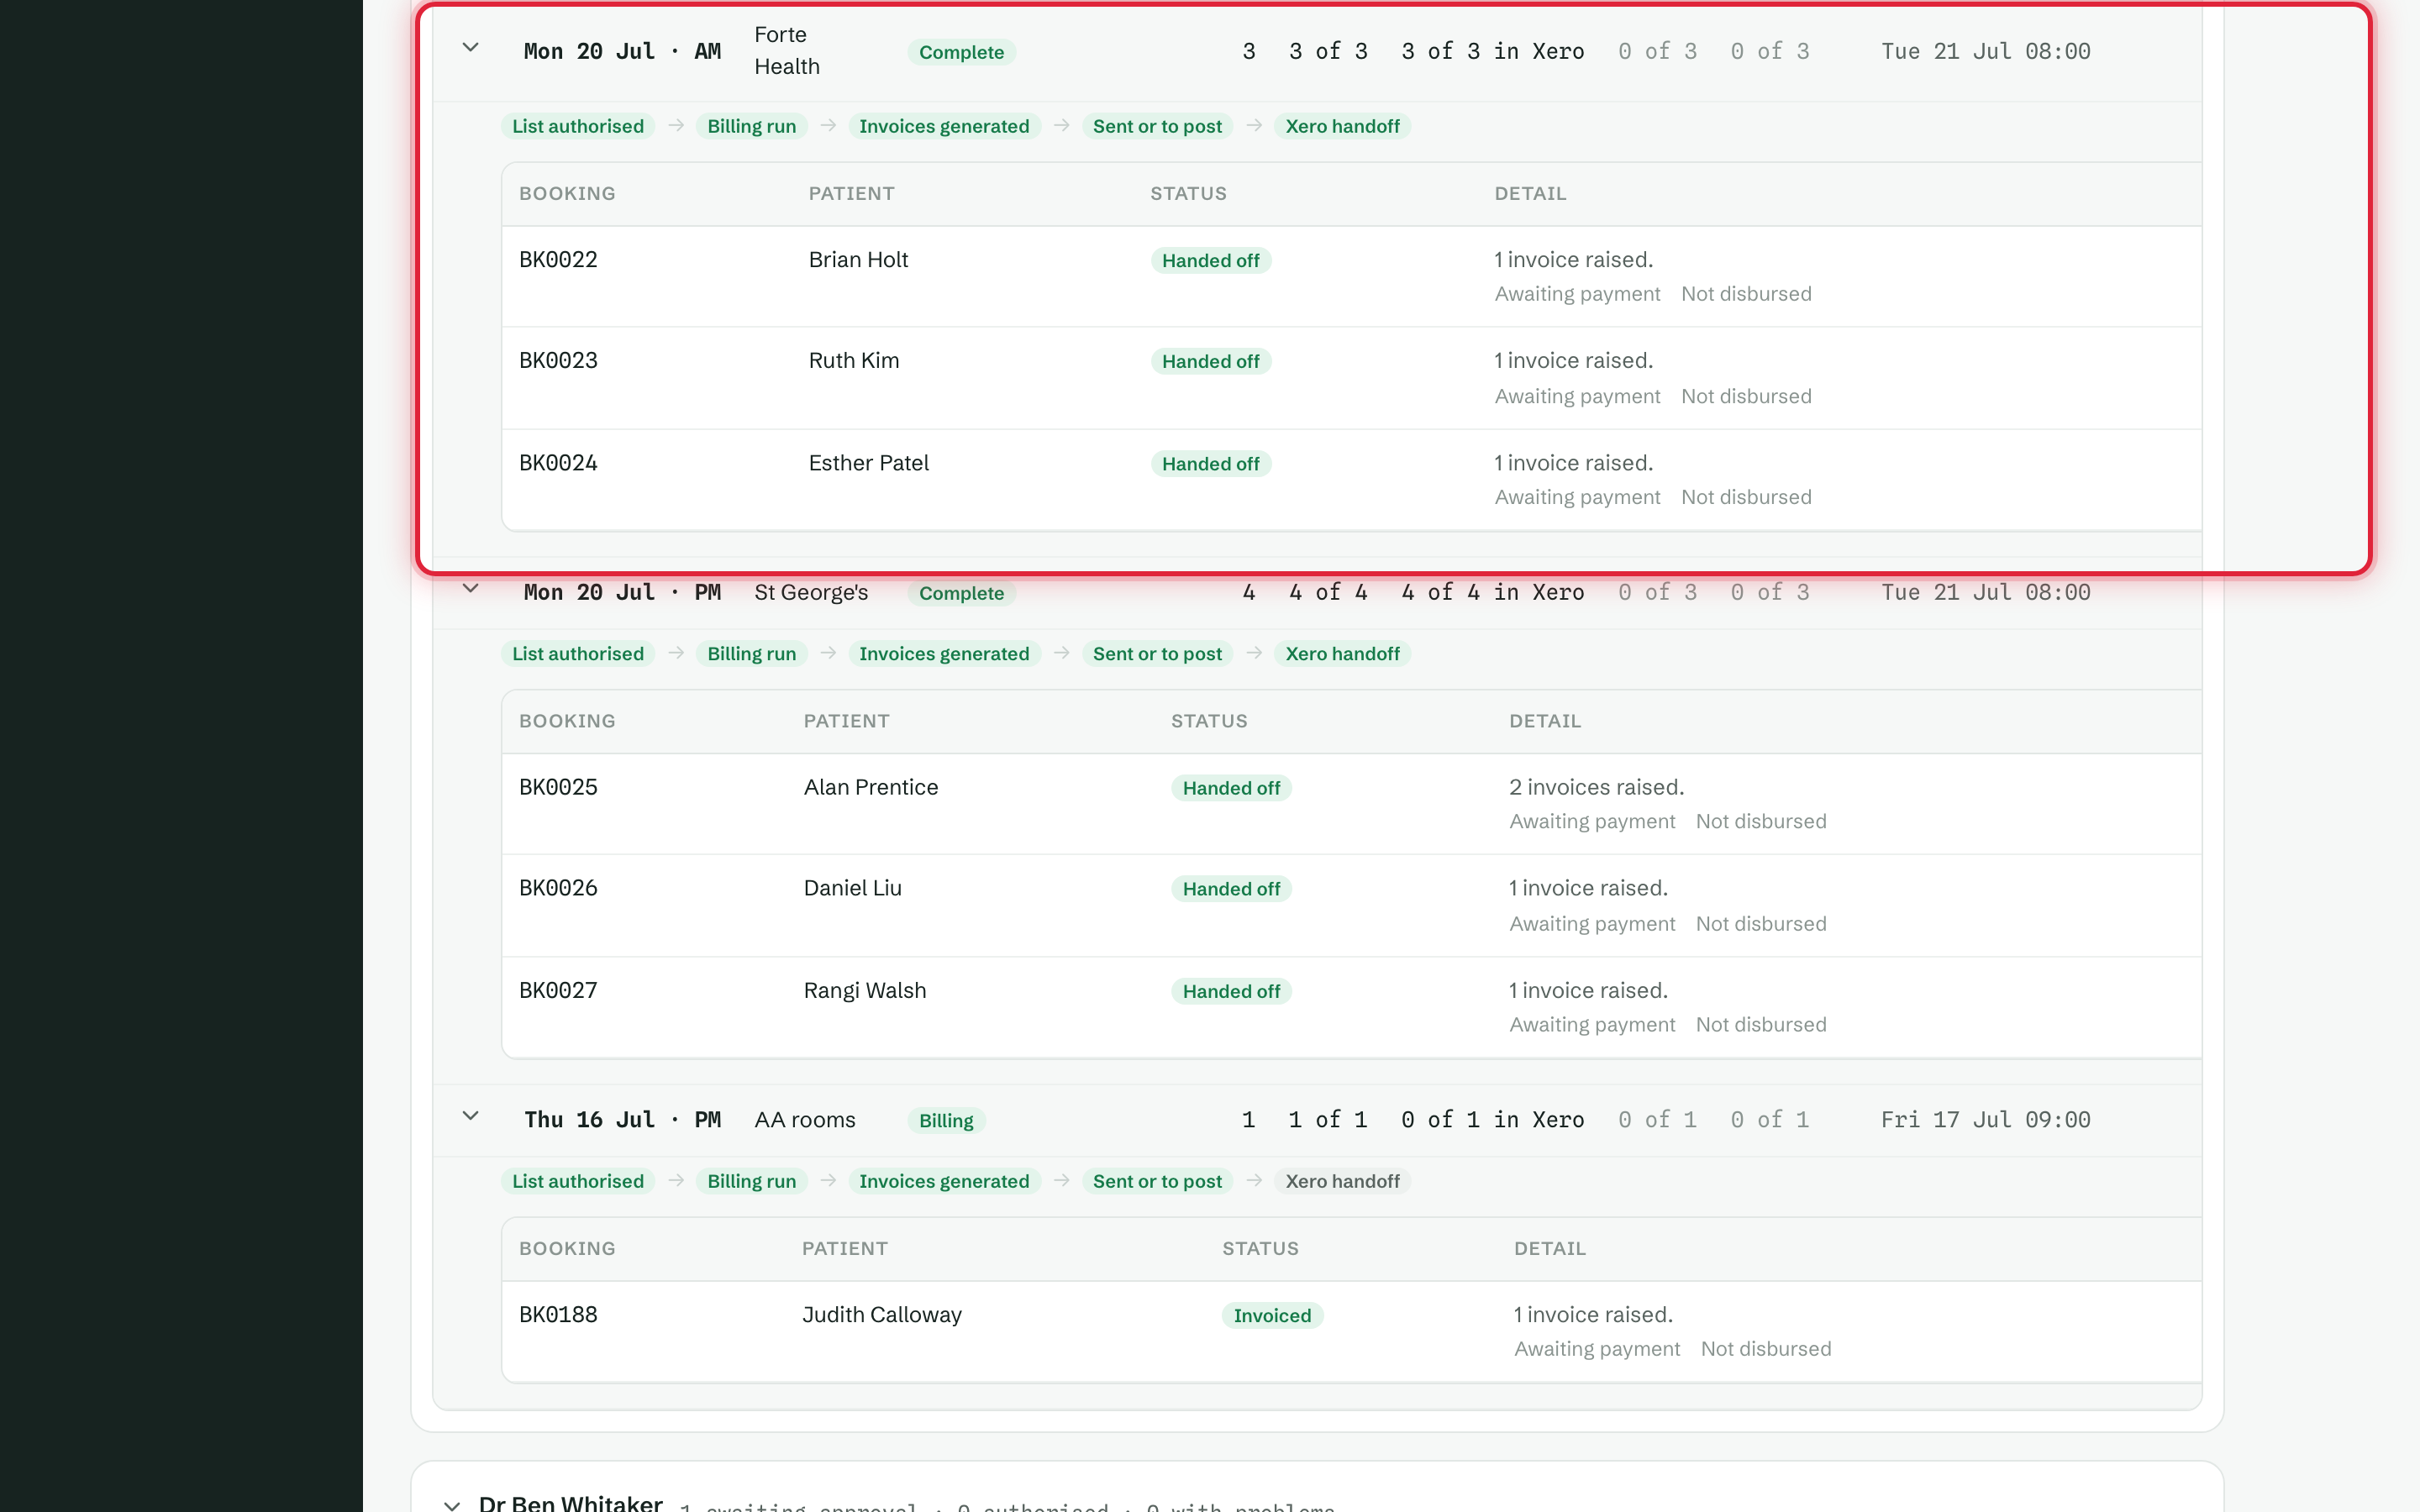 Mon 20 Jul · AM Forte Health Complete 3 3 of 3 3 of 3 in Xero 0 of 3 0 of 3 Tue 21 Jul 08:00
List authorised → Billing run → Invoices generated → Sent or to post → Xero handoff
BOOKING PATIENT STATUS DETAIL
BK0022 Brian Holt Handed off 1 invoice raised.
Awaiting payment Not disbursed
BK0023 Ruth Kim Handed off 1 invoice raised.
Awaiting payment Not disbursed
BK0024 Esther Patel Handed off 1 invoice raised.
Awaiting payment Not disbursed
Mon 20 Jul · PM St George's Complete 4 4 of 4 4 of 4 in Xero 0 of 3 0 of 3 Tue 21 Jul 08:00
List authorised → Billing run → Invoices generated → Sent or to post → Xero handoff
BOOKING PATIENT STATUS DETAIL
BK0025 Alan Prentice Handed off 2 invoices raised.
Awaiting payment Not disbursed
BK0026 Daniel Liu Handed off 1 invoice raised.
Awaiting payment Not disbursed
BK0027 Rangi Walsh Handed off 1 invoice raised.
Awaiting payment Not disbursed
Thu 16 Jul · PM AA rooms Billing 1 1 of 1 0 of 1 in Xero 0 of 1 0 of 1 Fri 17 Jul 09:00
List authorised → Billing run → Invoices generated → Sent or to post → Xero handoff
BOOKING PATIENT STATUS DETAIL
BK0188 Judith Calloway Invoiced 1 invoice raised.
Awaiting payment Not disbursed
Dr Ben Whitaker 1 awaiting approval · 0 authorised · 0 with problems